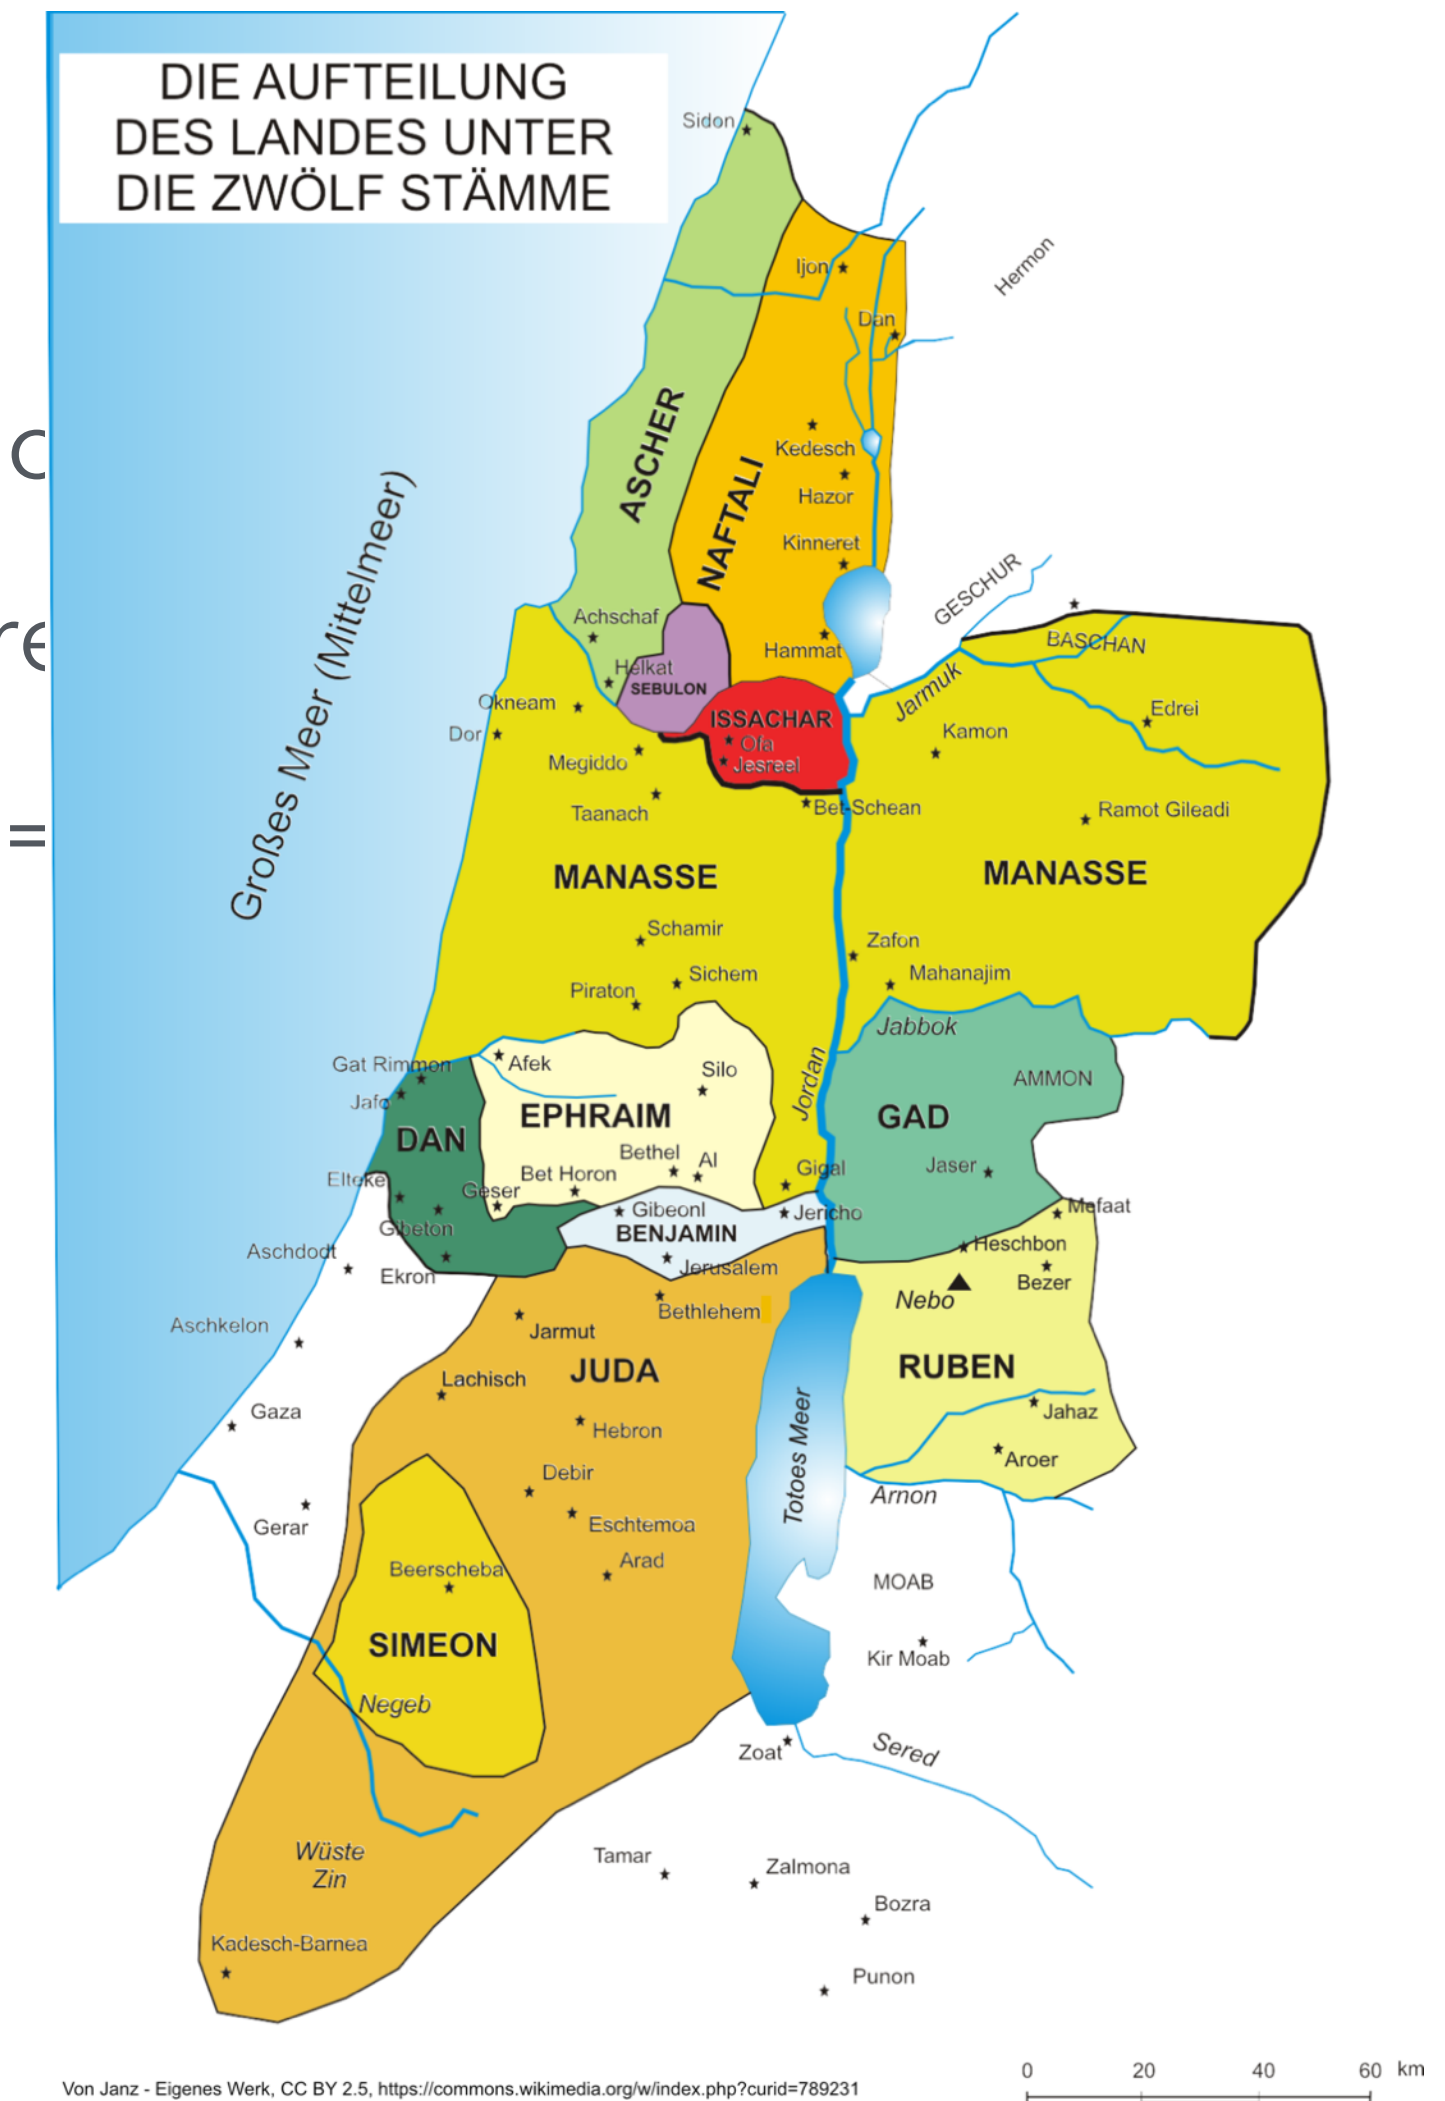 DIE AUFTEILUNG
DES LANDES UNTER
DIE ZWÖLF STÄMME
Sidon
Ijon
Hermon
Dan
ASCHER
Kedesch
NAFTALI
Hazor
Kinneret
Großes Meer (Mittelmeer)
GESCHUR
Achschaf
BASCHAN
Hammat
Helkat
SEBULON
Jarmuk
Okneam
ISSACHAR
Edrei
Dor
Kamon
Ofa
Megiddo
Jesreel
Taanach
Bet-Schean
Ramot Gileadi
MANASSE
MANASSE
Schamir
Zafon
Sichem
Mahanajim
Piraton
Jabbok
Gat Rimmon
Afek
Silo
Jordan
AMMON
Jafo
EPHRAIM
GAD
DAN
Bethel
AI
Gigal
Jaser
Bet Horon
Elteke
Geser
Gibeonl
Jericho
Mefaat
Gibeton
BENJAMIN
Heschbon
Aschdodt
Jerusalem
Ekron
Bezer
Nebo
Bethlehem
Aschkelon
Jarmut
JUDA
RUBEN
Lachisch
Totoes Meer
Gaza
Jahaz
Hebron
Aroer
Debir
Arnon
Gerar
Eschtemoa
Arad
Beerscheba
MOAB
SIMEON
Kir Moab
Negeb
Zoat
Sered
Wüste
Zin
Tamar
Zalmona
Bozra
Kadesch-Barnea
Punon
0 20 40 60 km
Von Janz - Eigenes Werk, CC BY 2.5, https://commons.wikimedia.org/w/index.php?curid=789231